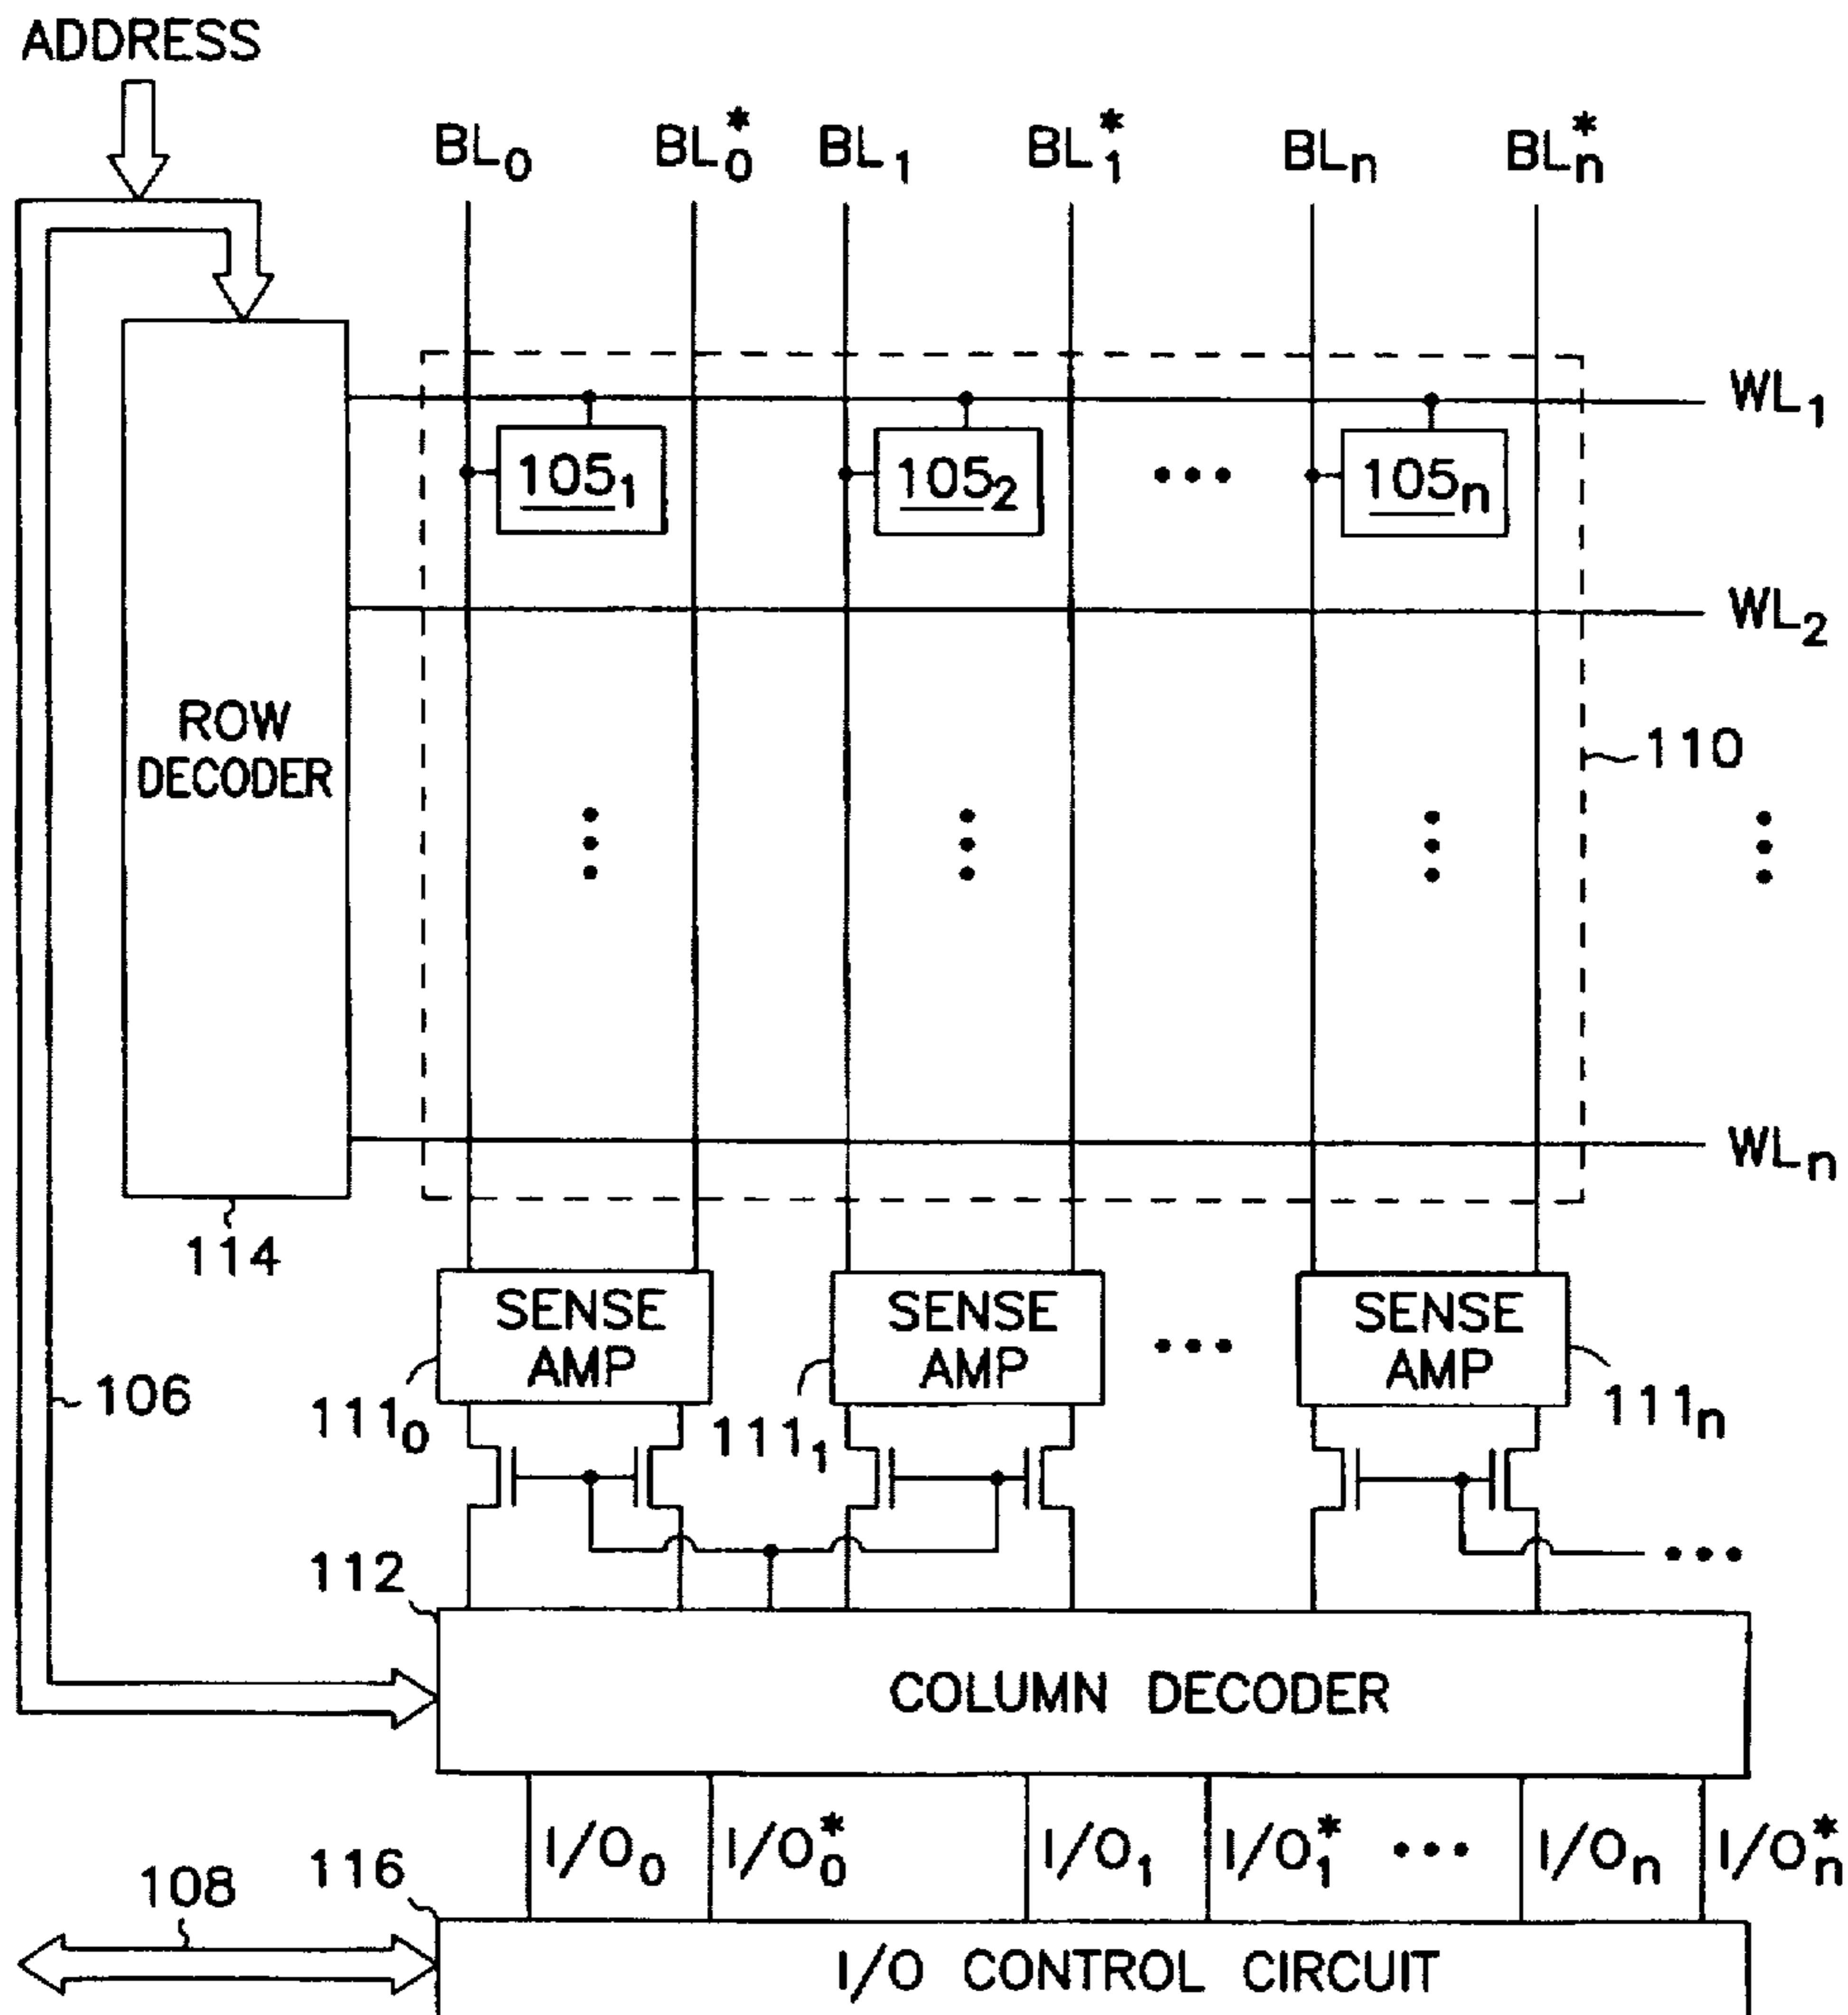 ADDRESS
BL₀ BL₀* BL₁ BL₁* BLₙ BLₙ*
WL₁
105₁ 105₂ ••• 105ₙ
WL₂
ROW
DECODER
110
WLₙ
114
SENSE
AMP
SENSE
AMP
•••
SENSE
AMP
106
111₀ 111₁ 111ₙ
•••
112
COLUMN DECODER
I/O₀ I/O₀* I/O₁ I/O₁* ••• I/Oₙ I/Oₙ*
116
108
I/O CONTROL CIRCUIT